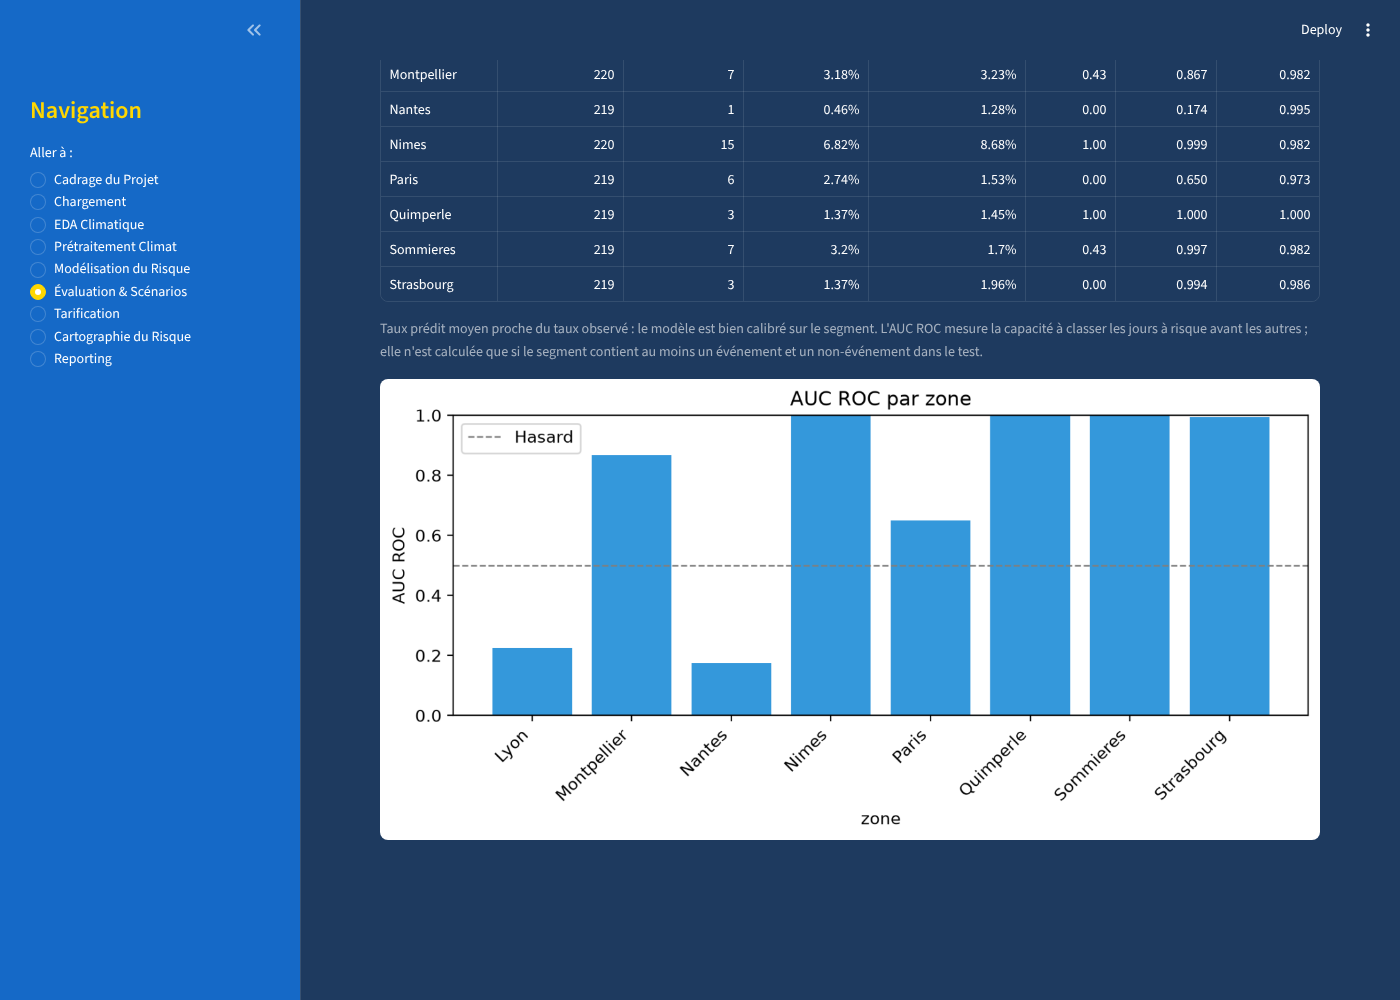 Deploy
Navigation
Aller à :
Cadrage du Projet
Chargement
EDA Climatique
Prétraitement Climat
Modélisation du Risque
Évaluation & Scénarios
Tarification
Cartographie du Risque
Reporting
Montpellier 220 7 3.18% 3.23% 0.43 0.867 0.982
Nantes 219 1 0.46% 1.28% 0.00 0.174 0.995
Nimes 220 15 6.82% 8.68% 1.00 0.999 0.982
Paris 219 6 2.74% 1.53% 0.00 0.650 0.973
Quimperle 219 3 1.37% 1.45% 1.00 1.000 1.000
Sommieres 219 7 3.2% 1.7% 0.43 0.997 0.982
Strasbourg 219 3 1.37% 1.96% 0.00 0.994 0.986
Taux prédit moyen proche du taux observé : le modèle est bien calibré sur le segment. L'AUC ROC mesure la capacité à classer les jours à risque avant les autres ;
elle n'est calculée que si le segment contient au moins un événement et un non-événement dans le test.
AUC ROC par zone
Hasard
1.0
0.8
0.6
0.4
0.2
0.0
AUC ROC
Lyon
Montpellier
Nantes
Nimes
Paris
Quimperle
Sommieres
Strasbourg
zone